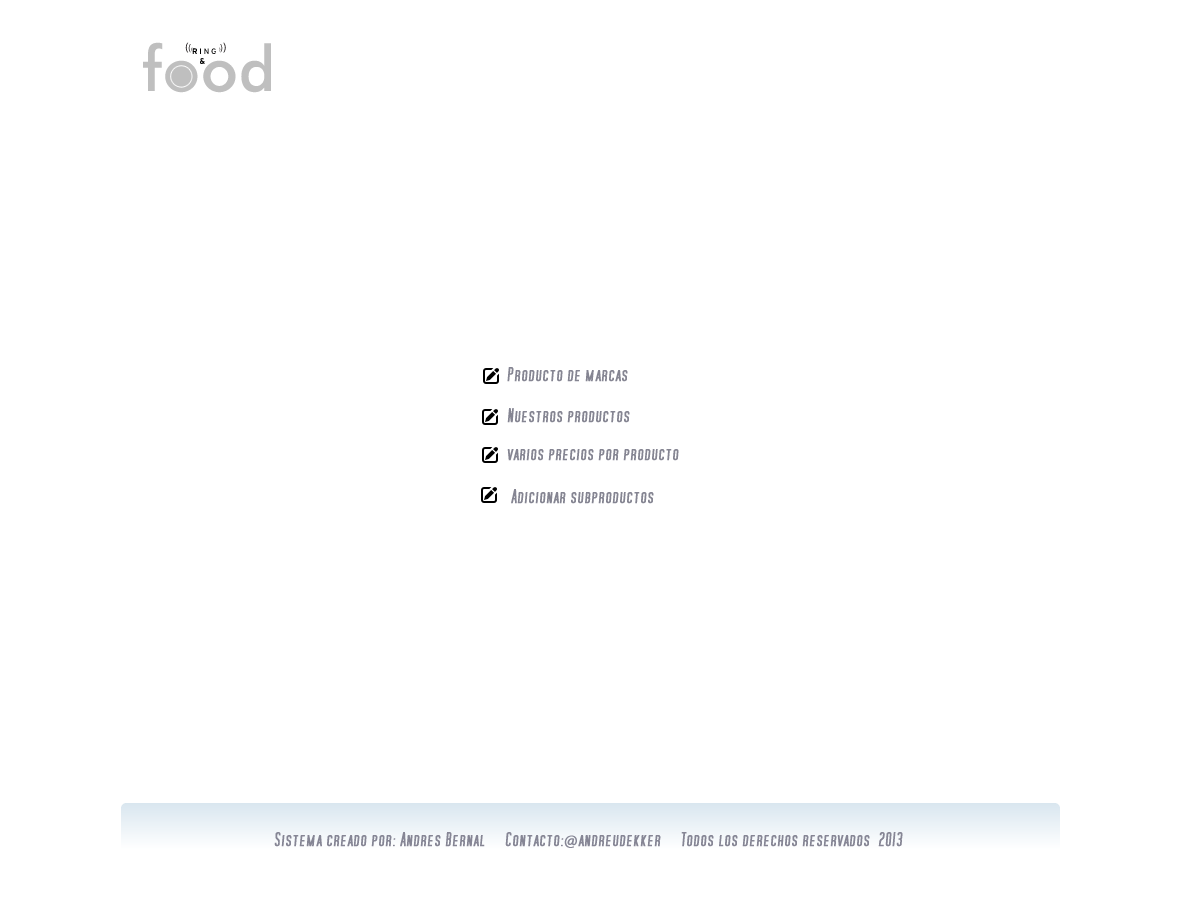 ((RING))
&
food
Producto de marcas
Nuestros productos
varios precios por producto
Adicionar subproductos
Sistema creado por: Andres Bernal Contacto:@andreudekker Todos los derechos reservados 2013